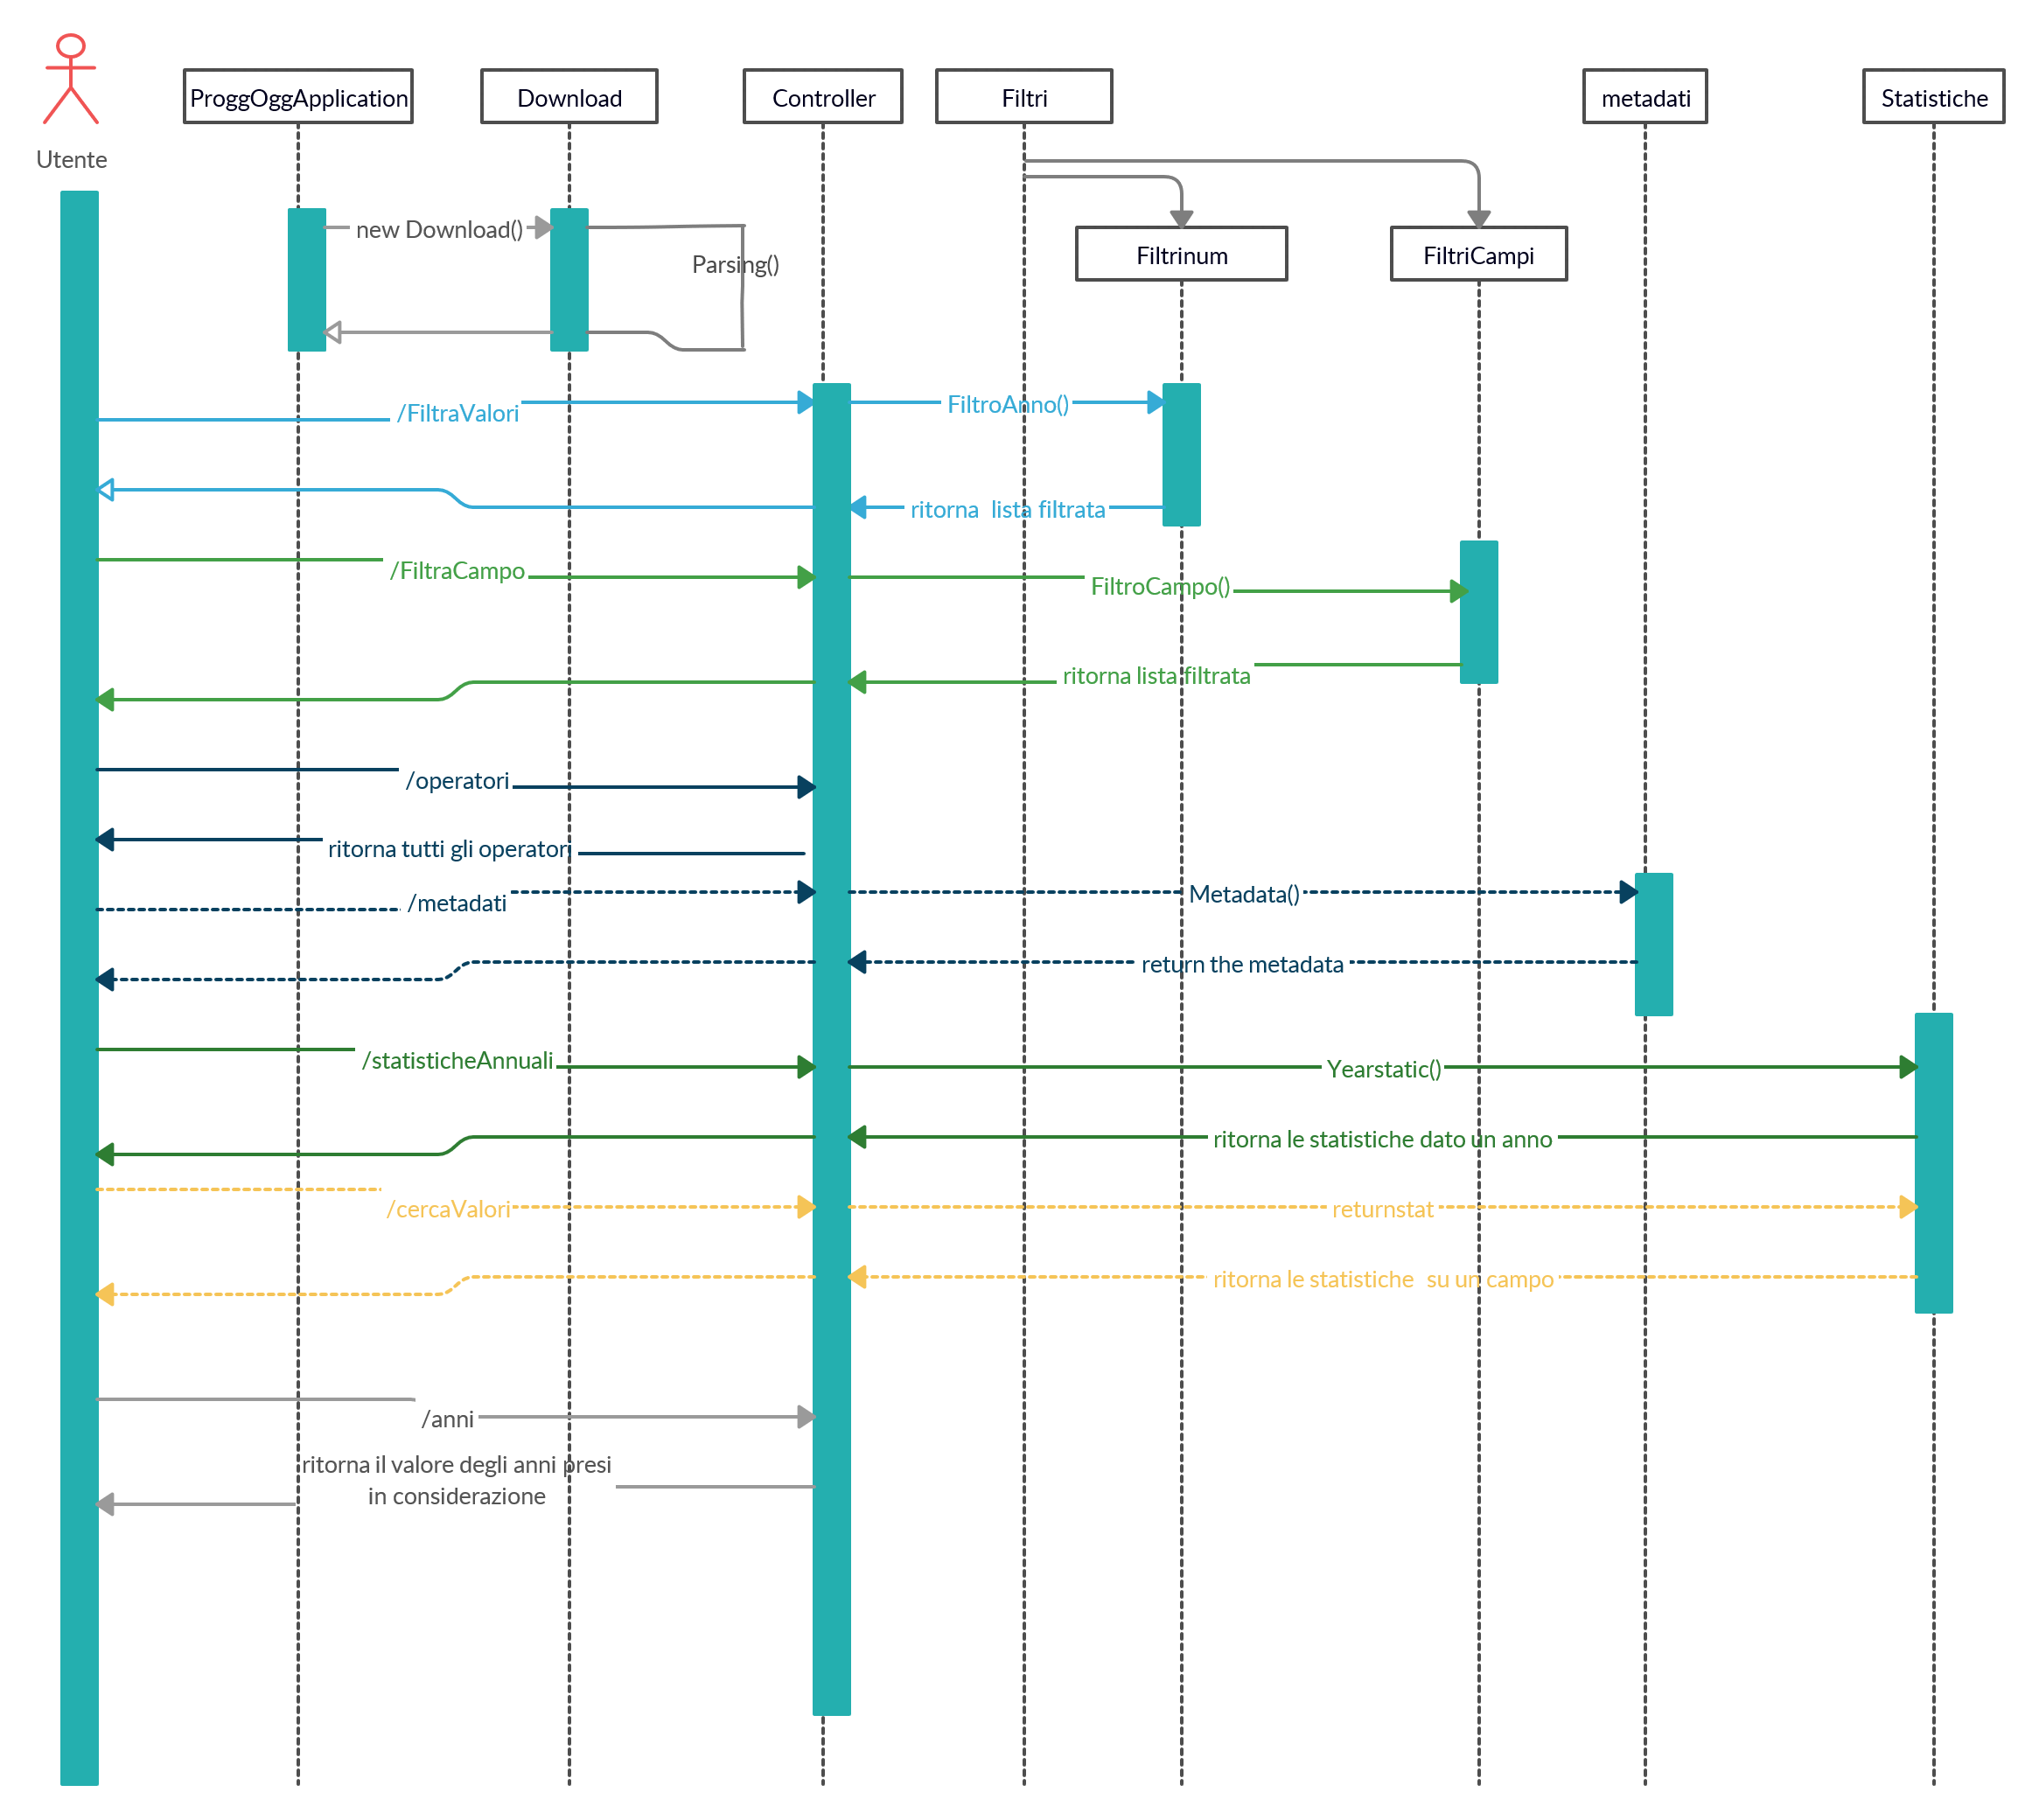 ProggOggApplication
Download
Controller
Filtri
metadati
Statistiche
Utente
new Download()
Parsing()
Filtrinum
FiltriCampi
/FiltraValori
FiltroAnno()
ritorna lista filtrata
/FiltraCampo
FiltroCampo()
ritorna lista filtrata
/operatori
ritorna tutti gli operatori
/metadati
Metadata()
return the metadata
/statisticheAnnuali
Yearstatic()
ritorna le statistiche dato un anno
/cercaValori
returnstat
ritorna le statistiche su un campo
/anni
ritorna il valore degli anni presi
in considerazione